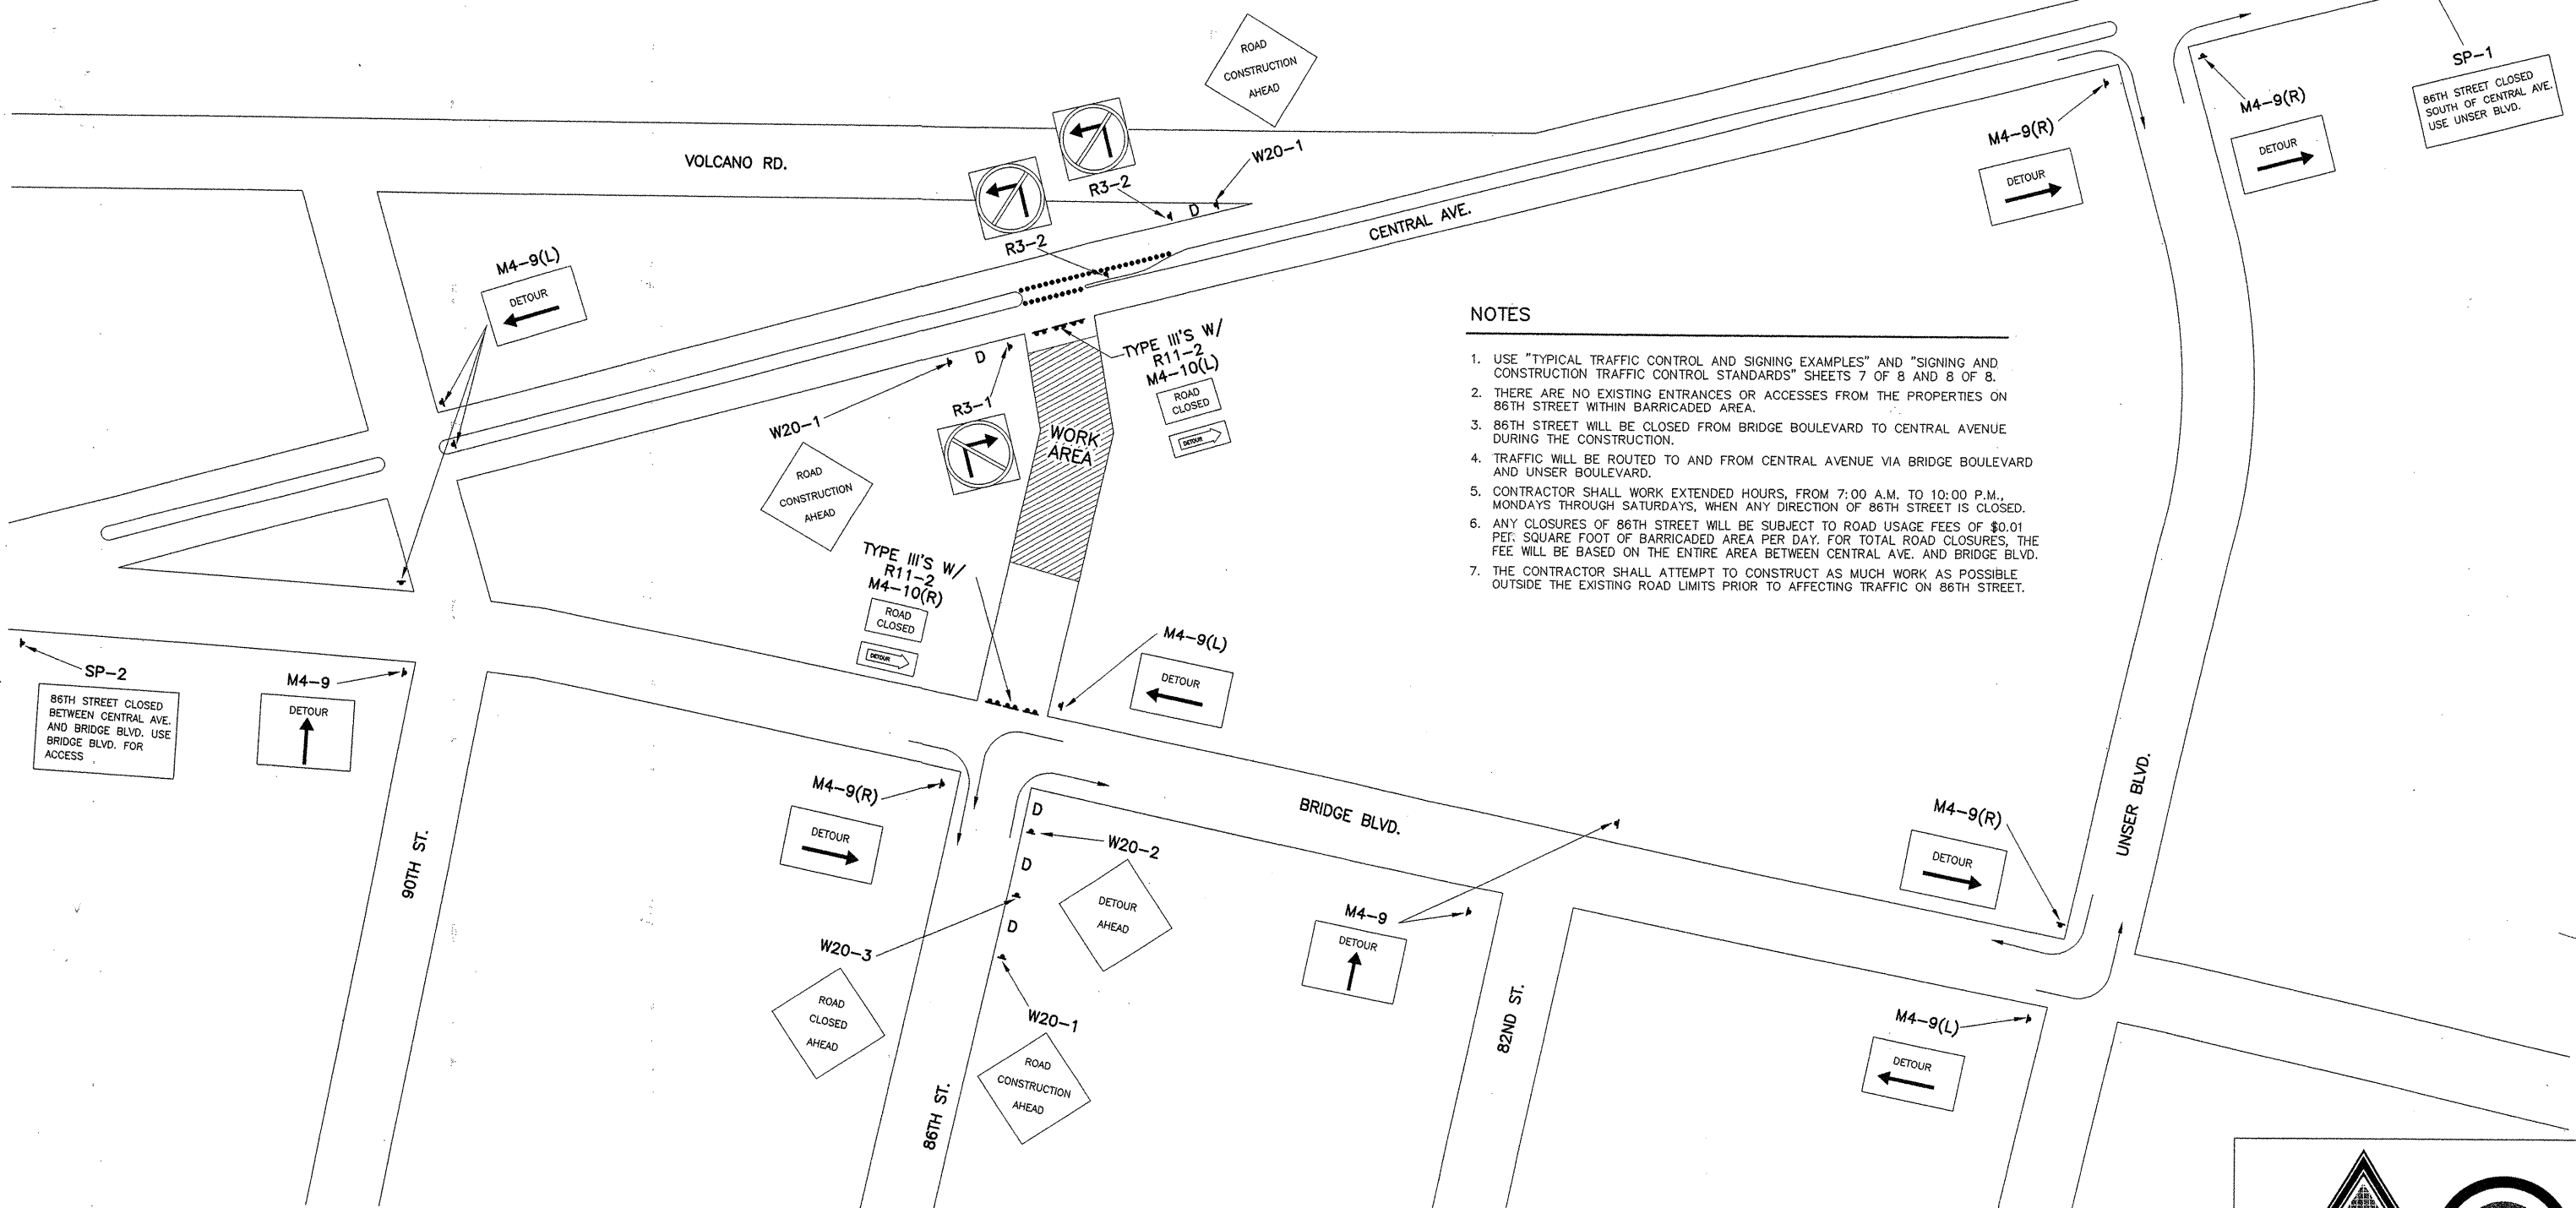 ROAD
CONSTRUCTION
AHEAD
SP-1
86TH STREET CLOSED
SOUTH OF CENTRAL AVE.
USE UNSER BLVD.
M4-9(R)
DETOUR
M4-9(R)
DETOUR
VOLCANO RD.
W20-1
R3-2
D
R3-2
CENTRAL AVE.
M4-9(L)
DETOUR
NOTES
1. USE "TYPICAL TRAFFIC CONTROL AND SIGNING EXAMPLES" AND "SIGNING AND
CONSTRUCTION TRAFFIC CONTROL STANDARDS" SHEETS 7 OF 8 AND 8 OF 8.
2. THERE ARE NO EXISTING ENTRANCES OR ACCESSES FROM THE PROPERTIES ON
86TH STREET WITHIN BARRICADED AREA.
3. 86TH STREET WILL BE CLOSED FROM BRIDGE BOULEVARD TO CENTRAL AVENUE
DURING THE CONSTRUCTION.
4. TRAFFIC WILL BE ROUTED TO AND FROM CENTRAL AVENUE VIA BRIDGE BOULEVARD
AND UNSER BOULEVARD.
5. CONTRACTOR SHALL WORK EXTENDED HOURS, FROM 7:00 A.M. TO 10:00 P.M.,
MONDAYS THROUGH SATURDAYS, WHEN ANY DIRECTION OF 86TH STREET IS CLOSED.
6. ANY CLOSURES OF 86TH STREET WILL BE SUBJECT TO ROAD USAGE FEES OF $0.01
PER SQUARE FOOT OF BARRICADED AREA PER DAY. FOR TOTAL ROAD CLOSURES, THE
FEE WILL BE BASED ON THE ENTIRE AREA BETWEEN CENTRAL AVE. AND BRIDGE BLVD.
7. THE CONTRACTOR SHALL ATTEMPT TO CONSTRUCT AS MUCH WORK AS POSSIBLE
OUTSIDE THE EXISTING ROAD LIMITS PRIOR TO AFFECTING TRAFFIC ON 86TH STREET.
TYPE III'S W/
R11-2
M4-10(L)
ROAD
CLOSED
DETOUR
D
R3-1
W20-1
ROAD
CONSTRUCTION
AHEAD
WORK
AREA
TYPE III'S W/
R11-2
M4-10(R)
ROAD
CLOSED
DETOUR
M4-9(L)
DETOUR
SP-2
86TH STREET CLOSED
BETWEEN CENTRAL AVE.
AND BRIDGE BLVD. USE
BRIDGE BLVD. FOR
ACCESS
M4-9
DETOUR
M4-9(R)
DETOUR
D
W20-2
D
DETOUR
AHEAD
D
W20-3
ROAD
CLOSED
AHEAD
W20-1
ROAD
CONSTRUCTION
AHEAD
BRIDGE BLVD.
M4-9
DETOUR
M4-9(R)
DETOUR
UNSER BLVD.
M4-9(L)
DETOUR
90TH ST.
86TH ST.
82ND ST.